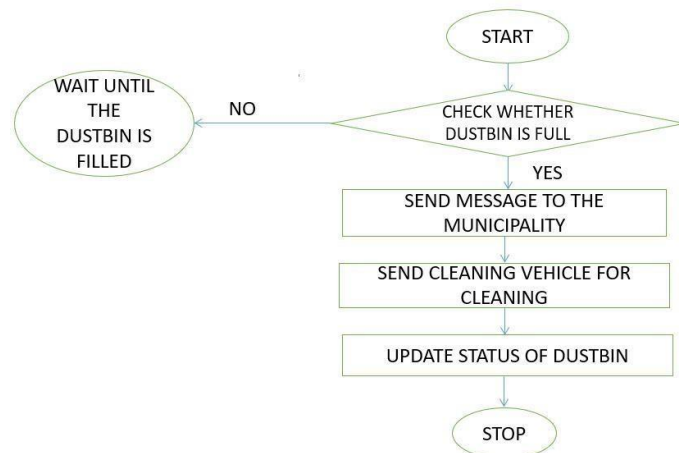 START
WAIT UNTIL
THE
DUSTBIN IS
FILLED
NO
CHECK WHETHER
DUSTBIN IS FULL
YES
SEND MESSAGE TO THE
MUNICIPALITY
SEND CLEANING VEHICLE FOR
CLEANING
UPDATE STATUS OF DUSTBIN
STOP